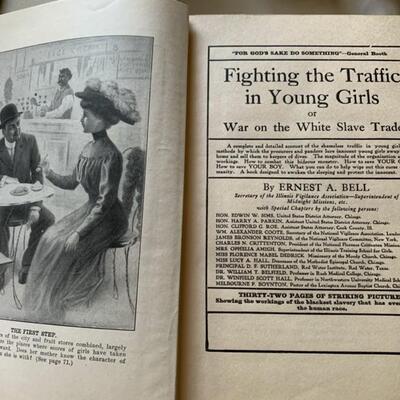 THE FIRST STEP.
of the city and fruit stores combined, largely
the places where scores of girls have taken
ward. Does her mother know the character of
she is with? (See page 71.)
"FOR GOD'S SAKE DO SOMETHING"—General Booth
Fighting the Traffic
in Young Girls
or
War on the White Slave Trade
A complete and detailed account of the shameless traffic in young girls
methods by which the procurers and panders lure innocent young girls away
home and sell them to keepers of dives. The magnitude of the organization
workings. How to combat this hideous monster. How to save YOUR G
How to save YOUR BOY. What you can do to help wipe out this curse
manity. A book designed to awaken the sleeping and protect the innocent.
By ERNEST A. BELL
Secretary of the Illinois Vigilance Association—Superintendent of
Midnight Missions, etc.
with Special Chapters by the following persons:
HON. EDWIN W. SIMS, United States District Attorney, Chicago.
HON. HARRY A. PARKIN, Assistant United States District Attorney, Chicago.
HON. CLIFFORD G. ROE, Assistant States Attorney, Cook County, Ill.
WM. ALEXANDER COOTE, Secretary of the National Vigilance Association, London
JAMES BRONSON REYNOLDS, of the National Vigilance Committee, New York.
CHARLES N. CRITTENTON, President of the National Florence Crittenton Missions
MRS. OPHELIA AMIGH, Superintendent of the Illinois Training School for Girls.
MISS FLORENCE MABEL DEDRICK, Missionary of the Moody Church, Chicago.
MISS LUCY A. HALL, Deaconess of the Methodist Episcopal Church, Chicago.
PRINCIPAL D. F. SUTHERLAND, Red Water Institute, Red Water, Texas.
DR. WILLIAM T. BELFIELD, Professor in Rush Medical College, Chicago.
DR. WINFIELD SCOTT HALL, Professor in Northwestern University Medical School
MELBOURNE P. BOYNTON, Pastor of the Lexington Avenue Baptist Church, Chicago.
THIRTY-TWO PAGES OF STRIKING PICTURE
Showing the workings of the blackest slavery that has ever
the human race.